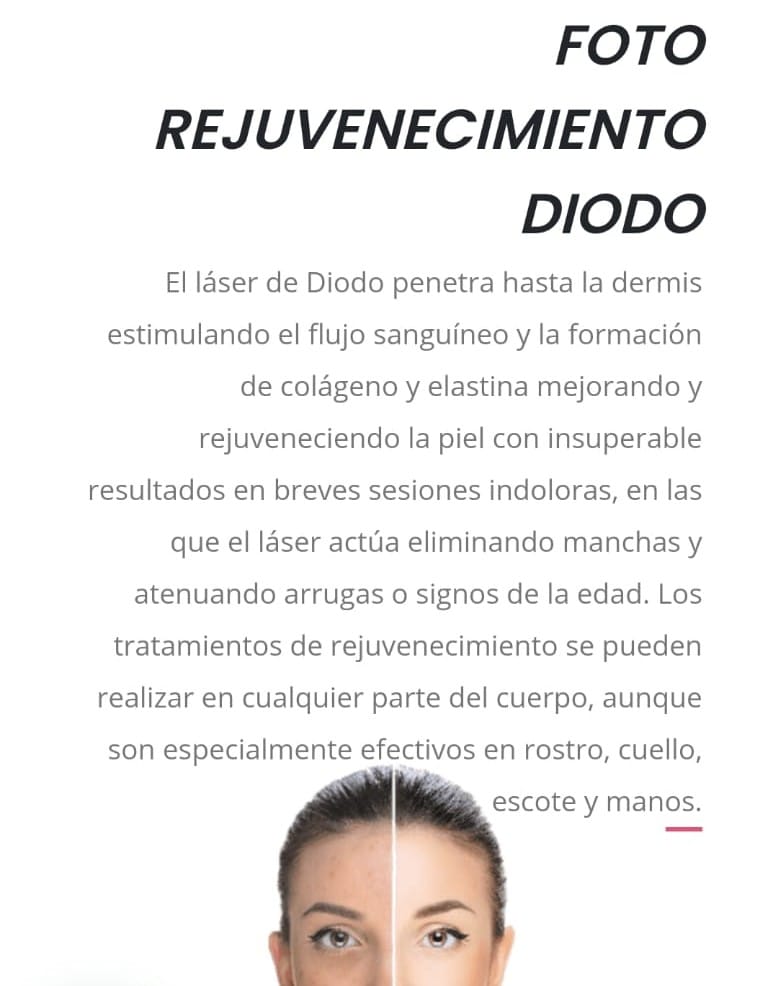 FOTO
REJUVENECIMIENTO
DIODO
El láser de Diodo penetra hasta la dermis
estimulando el flujo sanguíneo y la formación
de colágeno y elastina mejorando y
rejuveneciendo la piel con insuperable
resultados en breves sesiones indoloras, en las
que el láser actúa eliminando manchas y
atenuando arrugas o signos de la edad. Los
tratamientos de rejuvenecimiento se pueden
realizar en cualquier parte del cuerpo, aunque
son especialmente efectivos en rostro, cuello,
escote y manos.